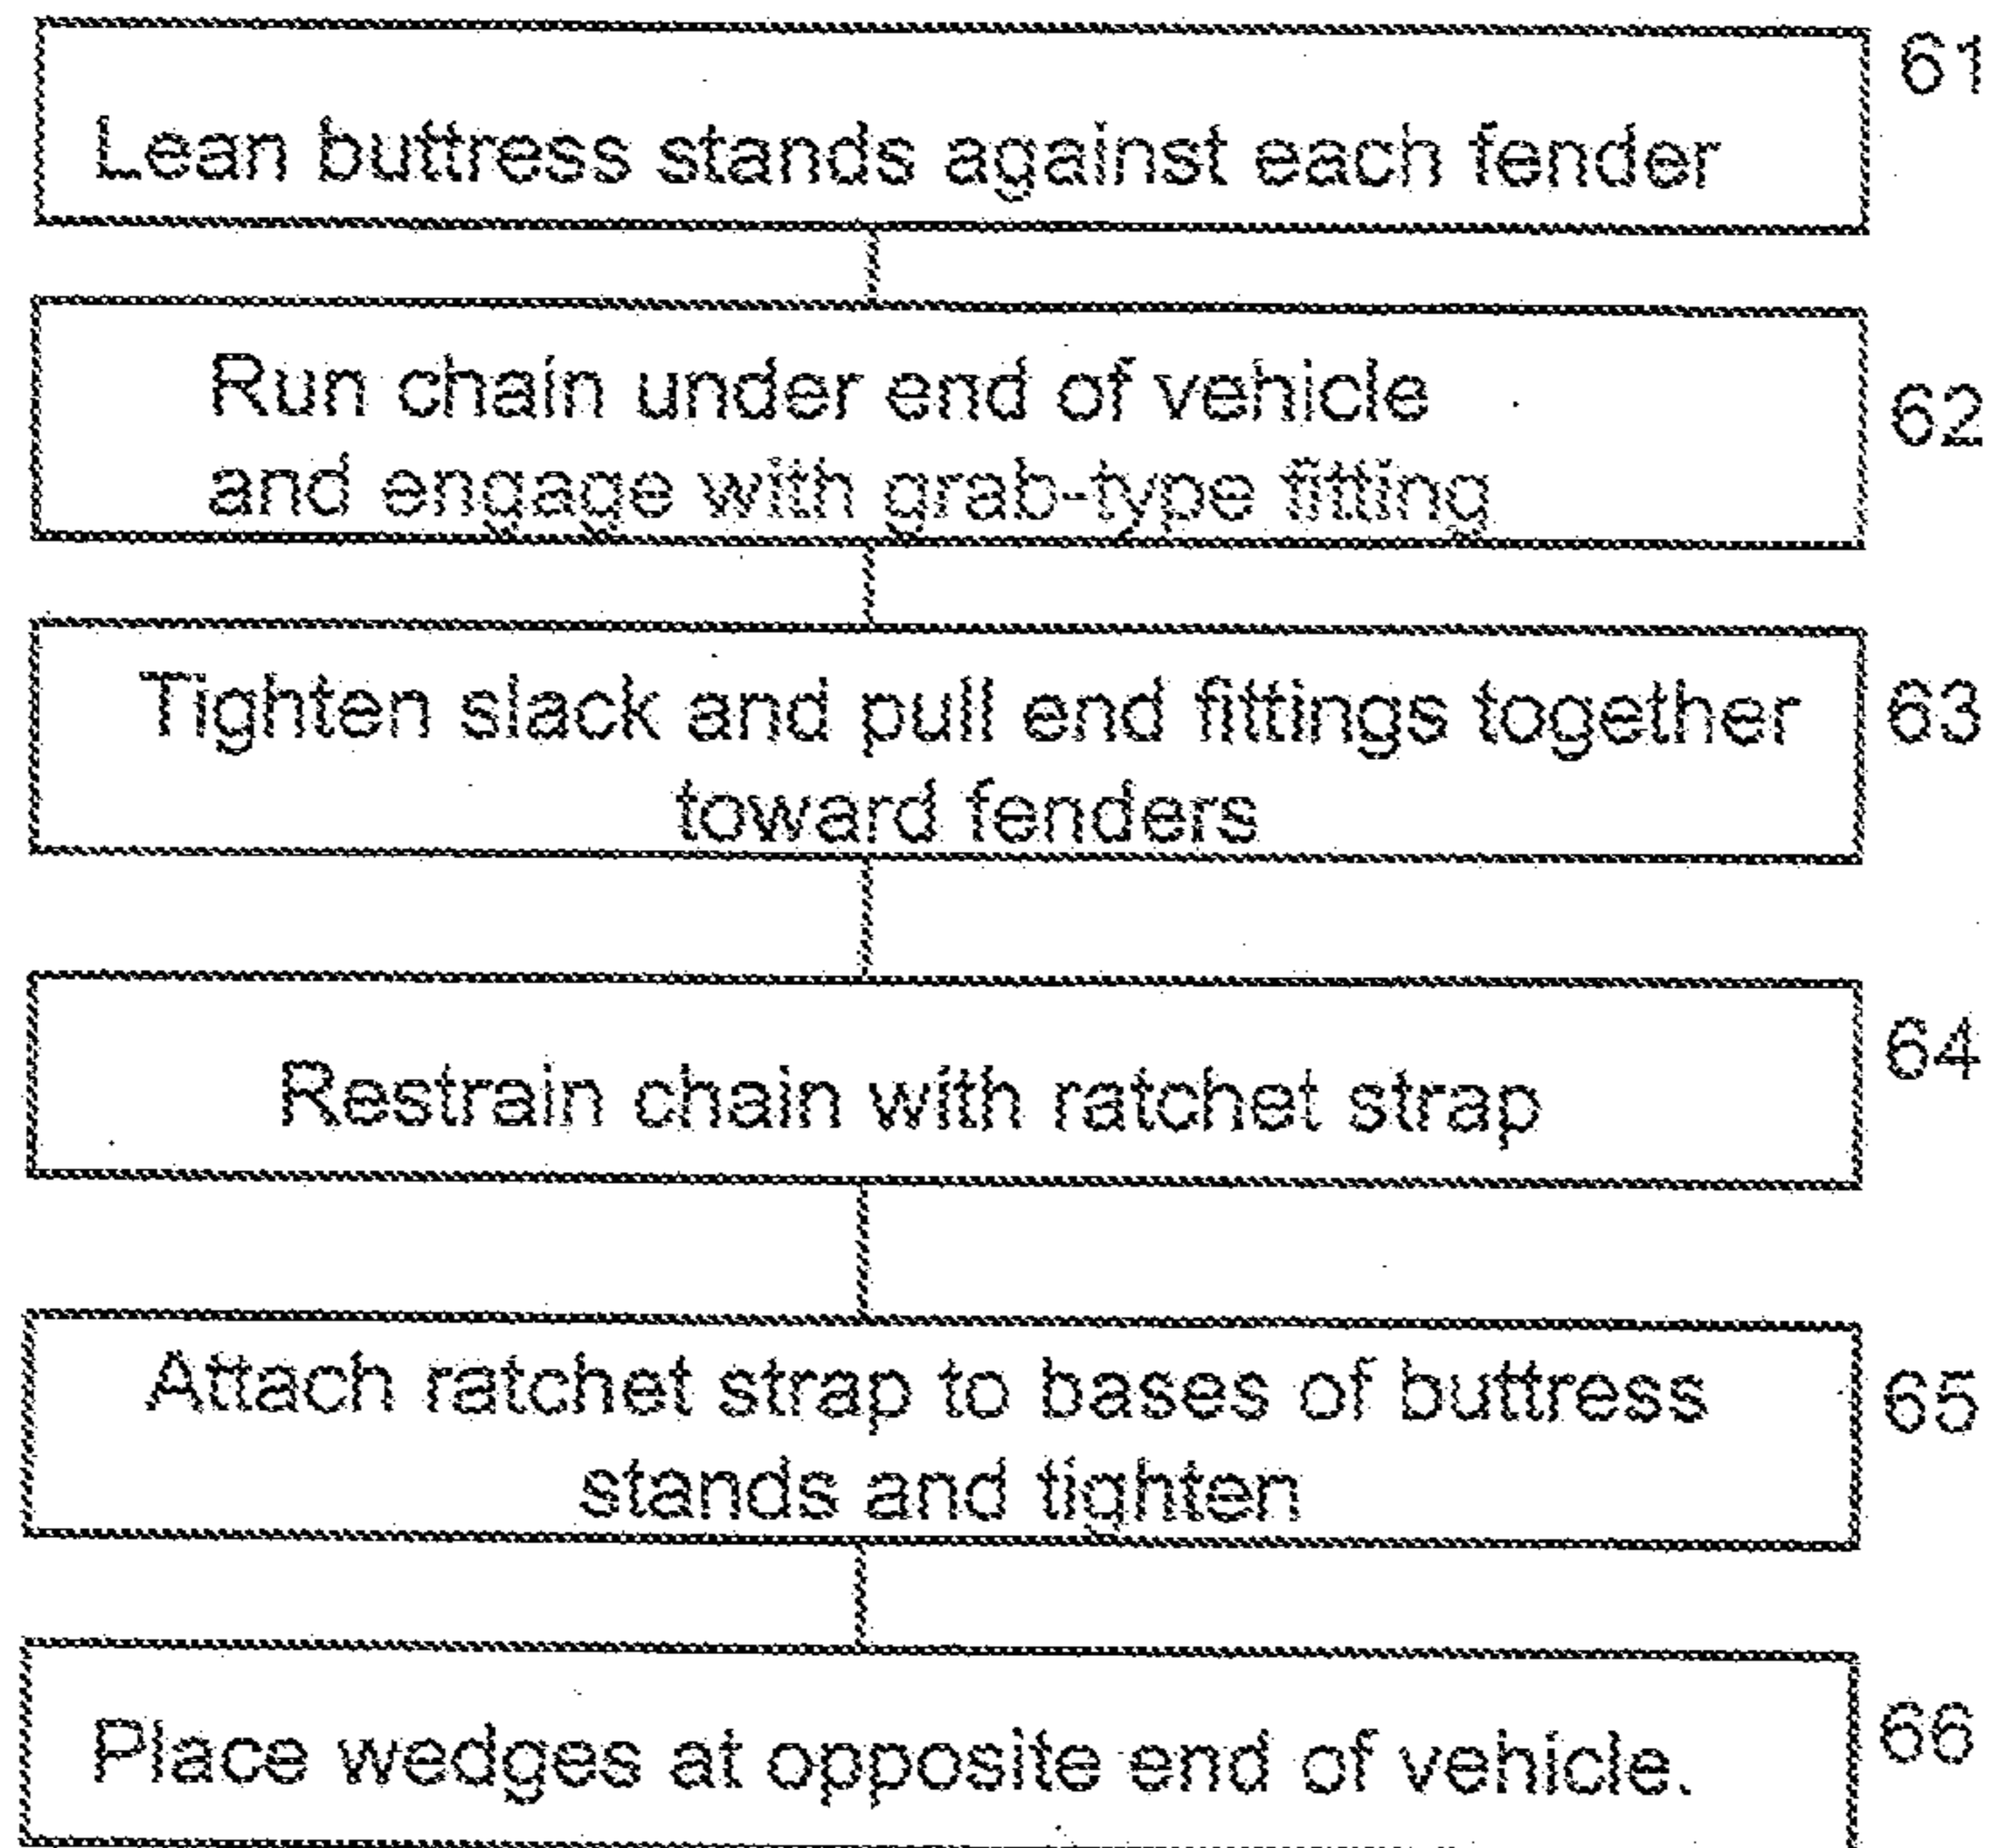 61
Lean buttress stands against each fender
Run chain under end of vehicle
62
and engage with grab-type fitting
Tighten slack and pull end fittings together
63
toward fenders
64
Restrain chain with ratchet strap
Attach ratchet strap to bases of buttress
65
stands and tighten
66
Place wedges at opposite end of vehicle.